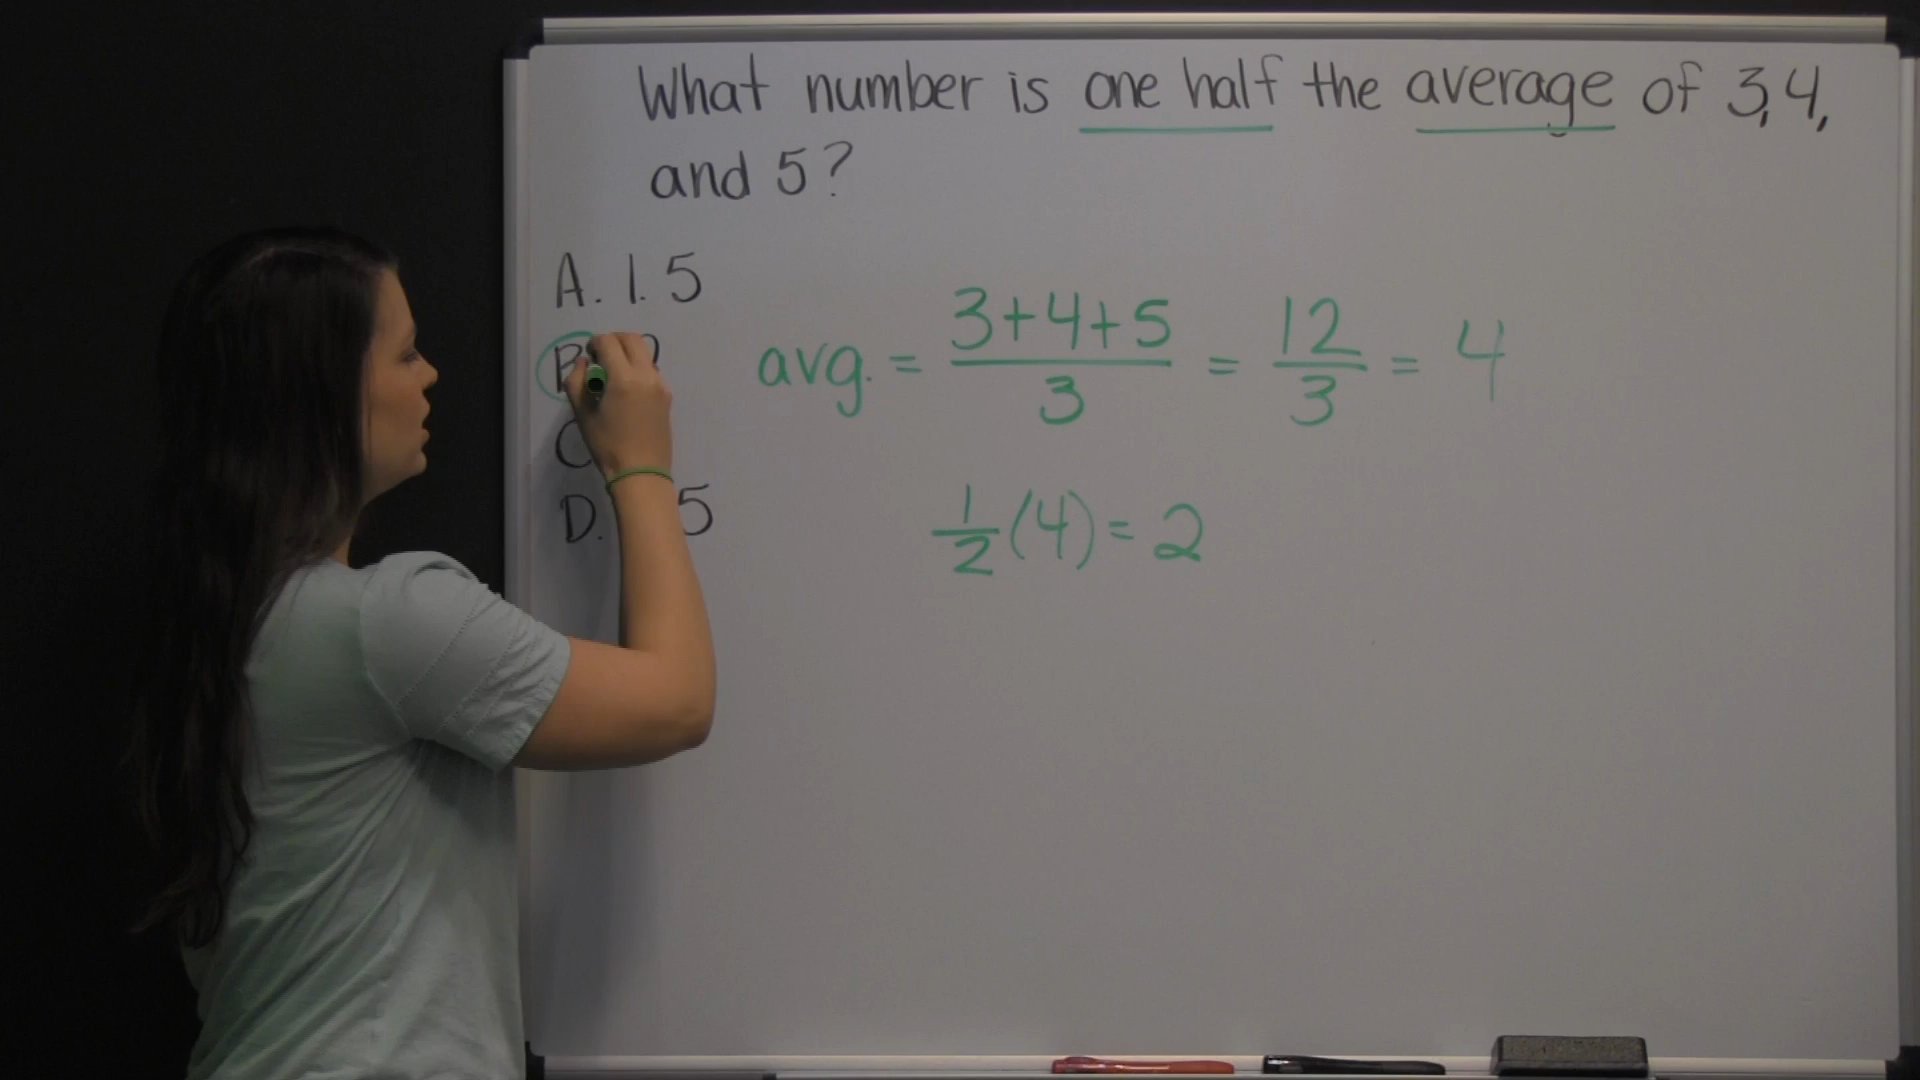 What number is one half the average of 3, 4,
and 5?
A. 1.5
B
C
D. 5
avg. = 3+4+5 / 3 = 12 / 3 = 4
1/2 (4) = 2